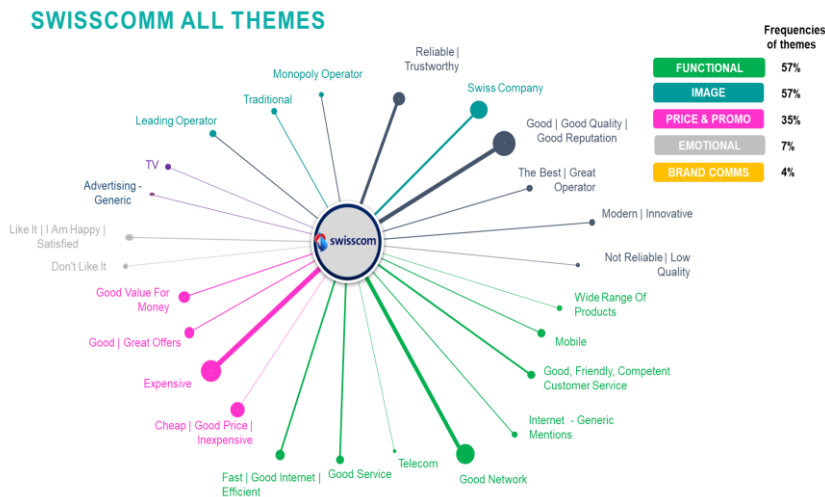 SWISSCOMM ALL THEMES
Frequencies
of themes
FUNCTIONAL 57%
IMAGE 57%
PRICE & PROMO 35%
EMOTIONAL 7%
BRAND COMMS 4%
Reliable |
Trustworthy
Monopoly Operator
Swiss Company
Traditional
Leading Operator
Good | Good Quality |
Good Reputation
TV
The Best | Great
Operator
Advertising -
Generic
Modern | Innovative
Like It | I Am Happy |
Satisfied
swisscom
Don't Like It
Not Reliable | Low
Quality
Good Value For
Money
Wide Range Of
Products
Good | Great Offers
Mobile
Expensive
Good, Friendly, Competent
Customer Service
Cheap | Good Price |
Inexpensive
Internet - Generic
Mentions
Fast | Good Internet |
Efficient
Good Service
Telecom
Good Network